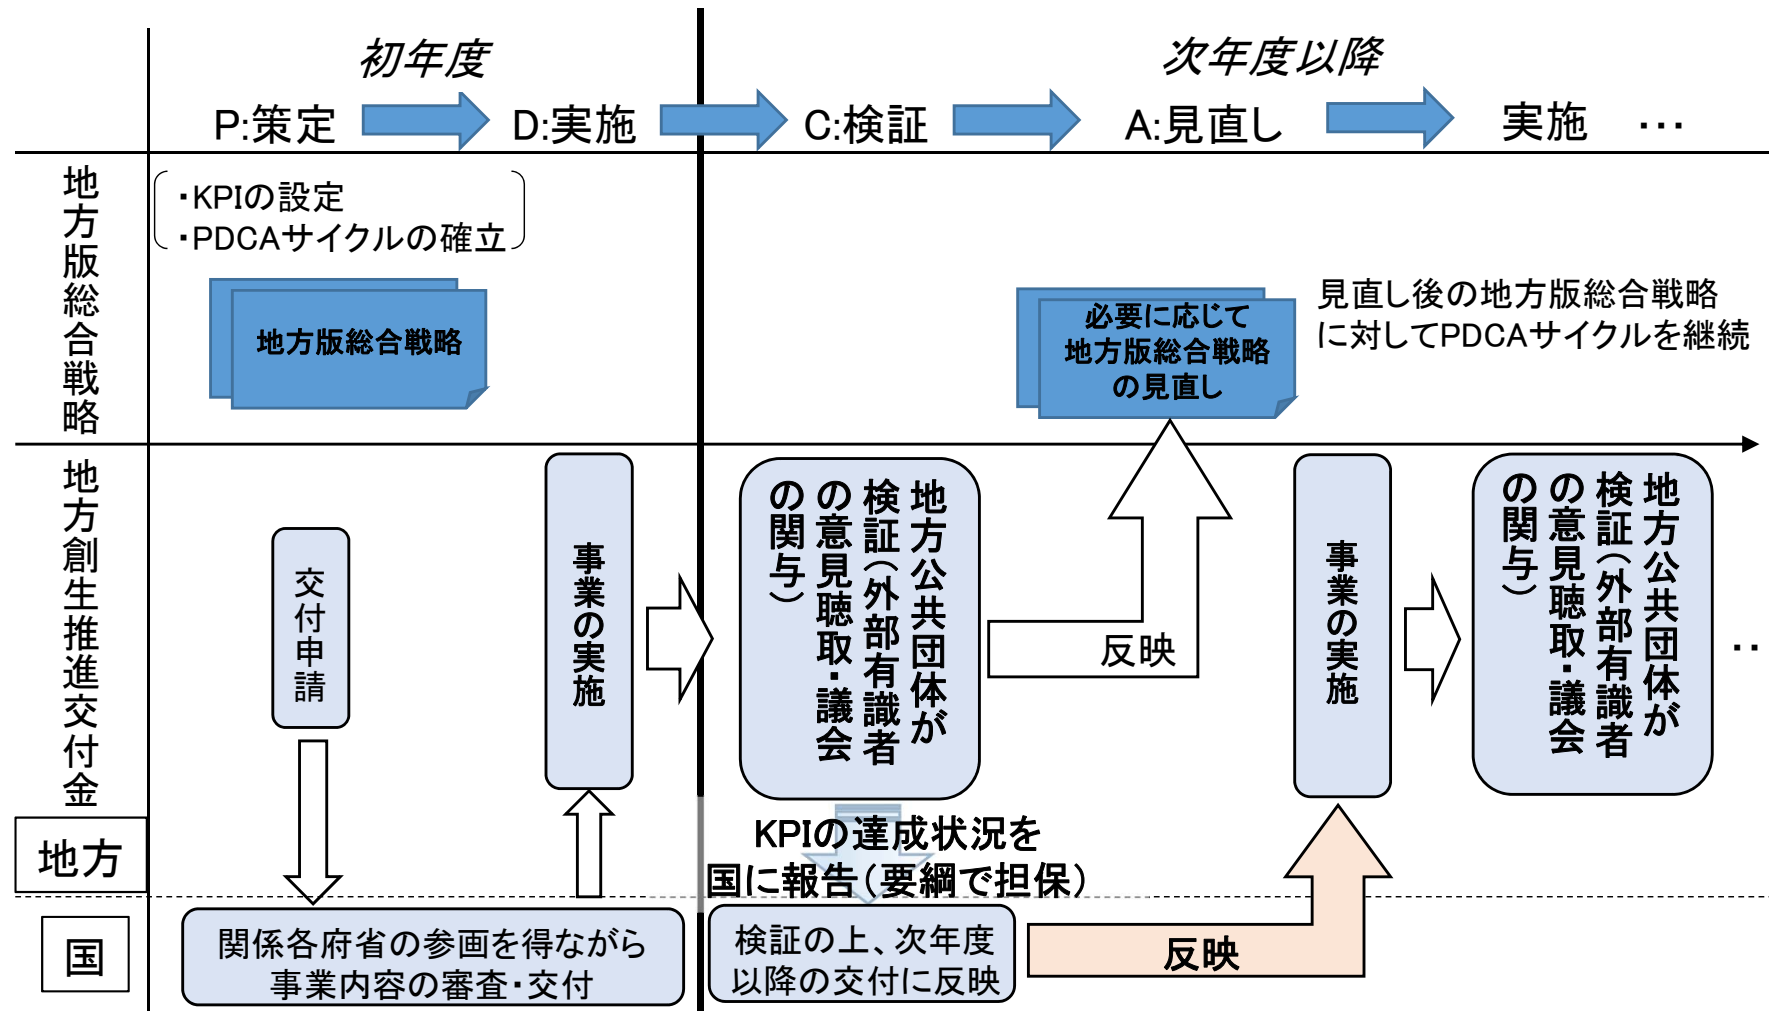 初年度
次年度以降
P:策定
D:実施
C:検証
A:見直し
実施 …
地方版総合戦略
・KPIの設定
・PDCAサイクルの確立
地方版総合戦略
必要に応じて
地方版総合戦略
の見直し
見直し後の地方版総合戦略
に対してPDCAサイクルを継続
地方創生推進交付金
交付申請
事業の実施
地方公共団体が
検証（外部有識者
の意見聴取・議会
の関与）
反映
事業の実施
地方公共団体が
検証（外部有識者
の意見聴取・議会
の関与）
‥
地方
KPIの達成状況を
国に報告（要綱で担保）
国
関係各府省の参画を得ながら
事業内容の審査・交付
検証の上、次年度
以降の交付に反映
反映